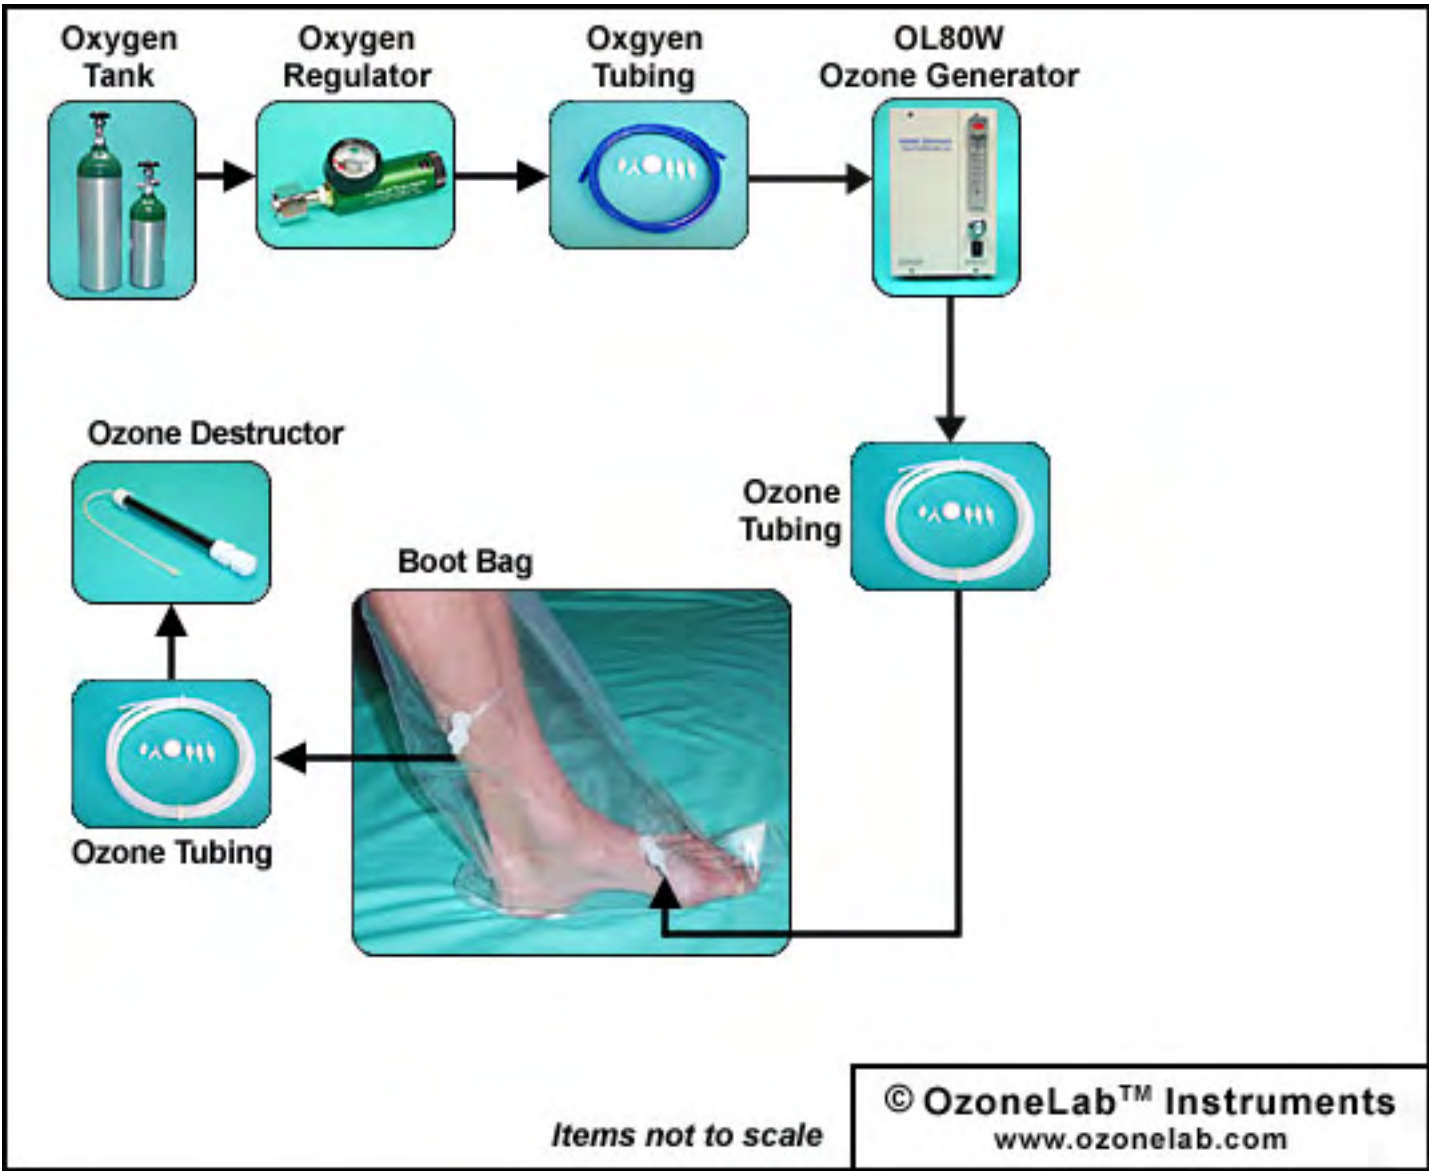 Oxygen
Tank
Oxygen
Regulator
Oxgyen
Tubing
OL80W
Ozone Generator
Ozone Destructor
Ozone
Tubing
Boot Bag
Ozone Tubing
Items not to scale
© OzoneLab™ Instruments
www.ozonelab.com